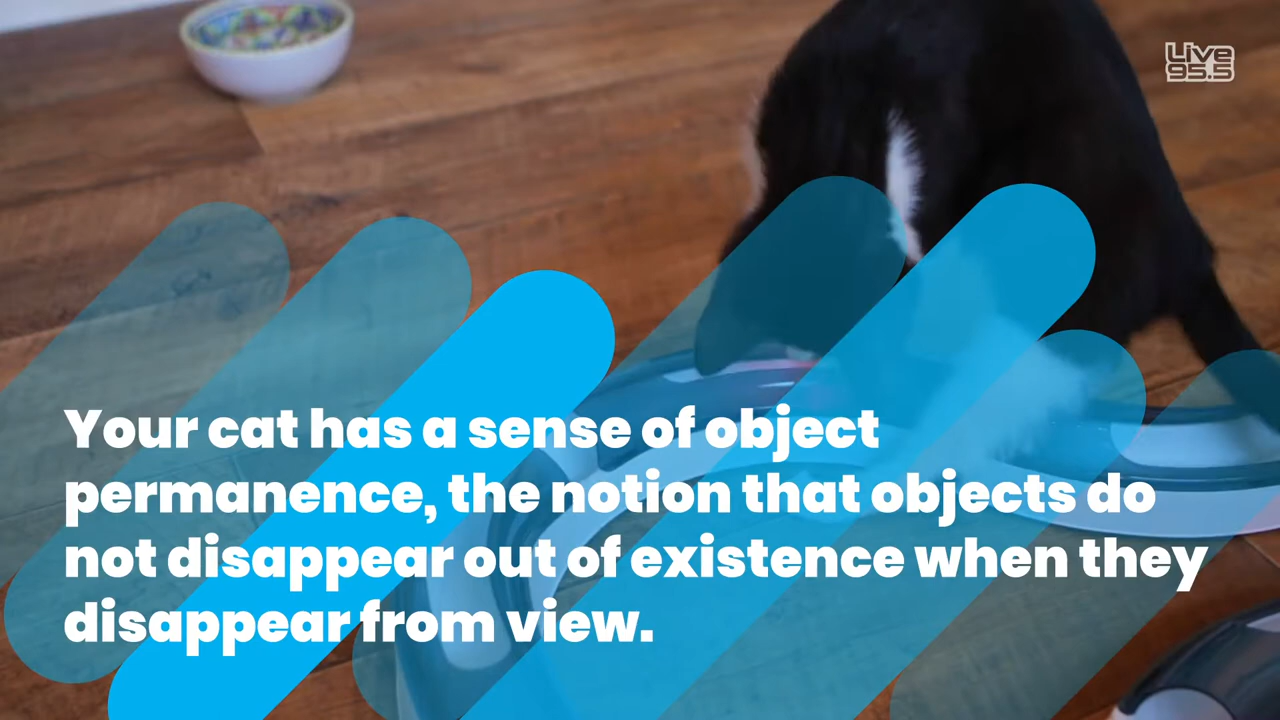 Live
95.5
Your cat has a sense of object
permanence, the notion that objects do
not disappear out of existence when they
disappear from view.